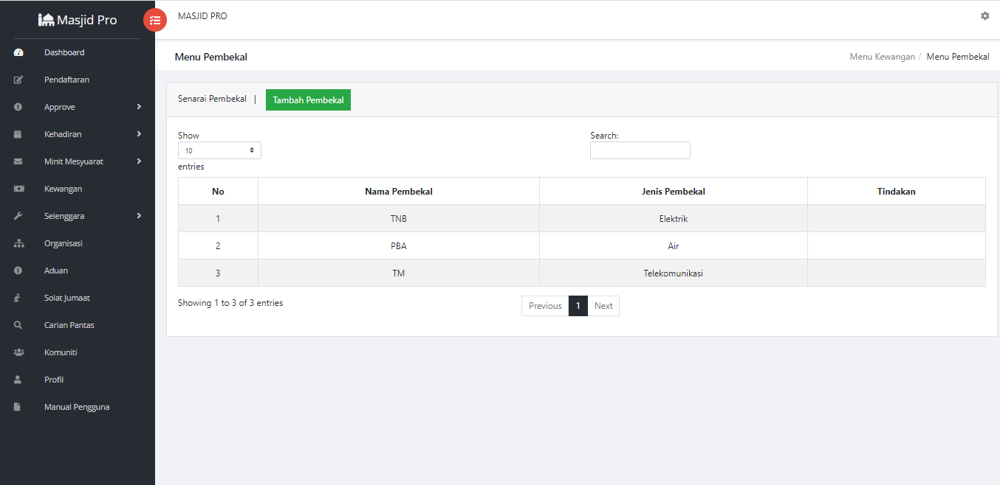 Masjid Pro
MASJID PRO
Dashboard
Pendaftaran
Approve
Kehadiran
Minit Mesyuarat
Kewangan
Selenggara
Organisasi
Aduan
Solat Jumaat
Carian Pantas
Komuniti
Profil
Manual Pengguna
Menu Pembekal
Menu Kewangan / Menu Pembekal
Senarai Pembekal | Tambah Pembekal
Show
10
entries
Search:
No Nama Pembekal Jenis Pembekal Tindakan
1 TNB Elektrik
2 PBA Air
3 TM Telekomunikasi
Showing 1 to 3 of 3 entries
Previous 1 Next